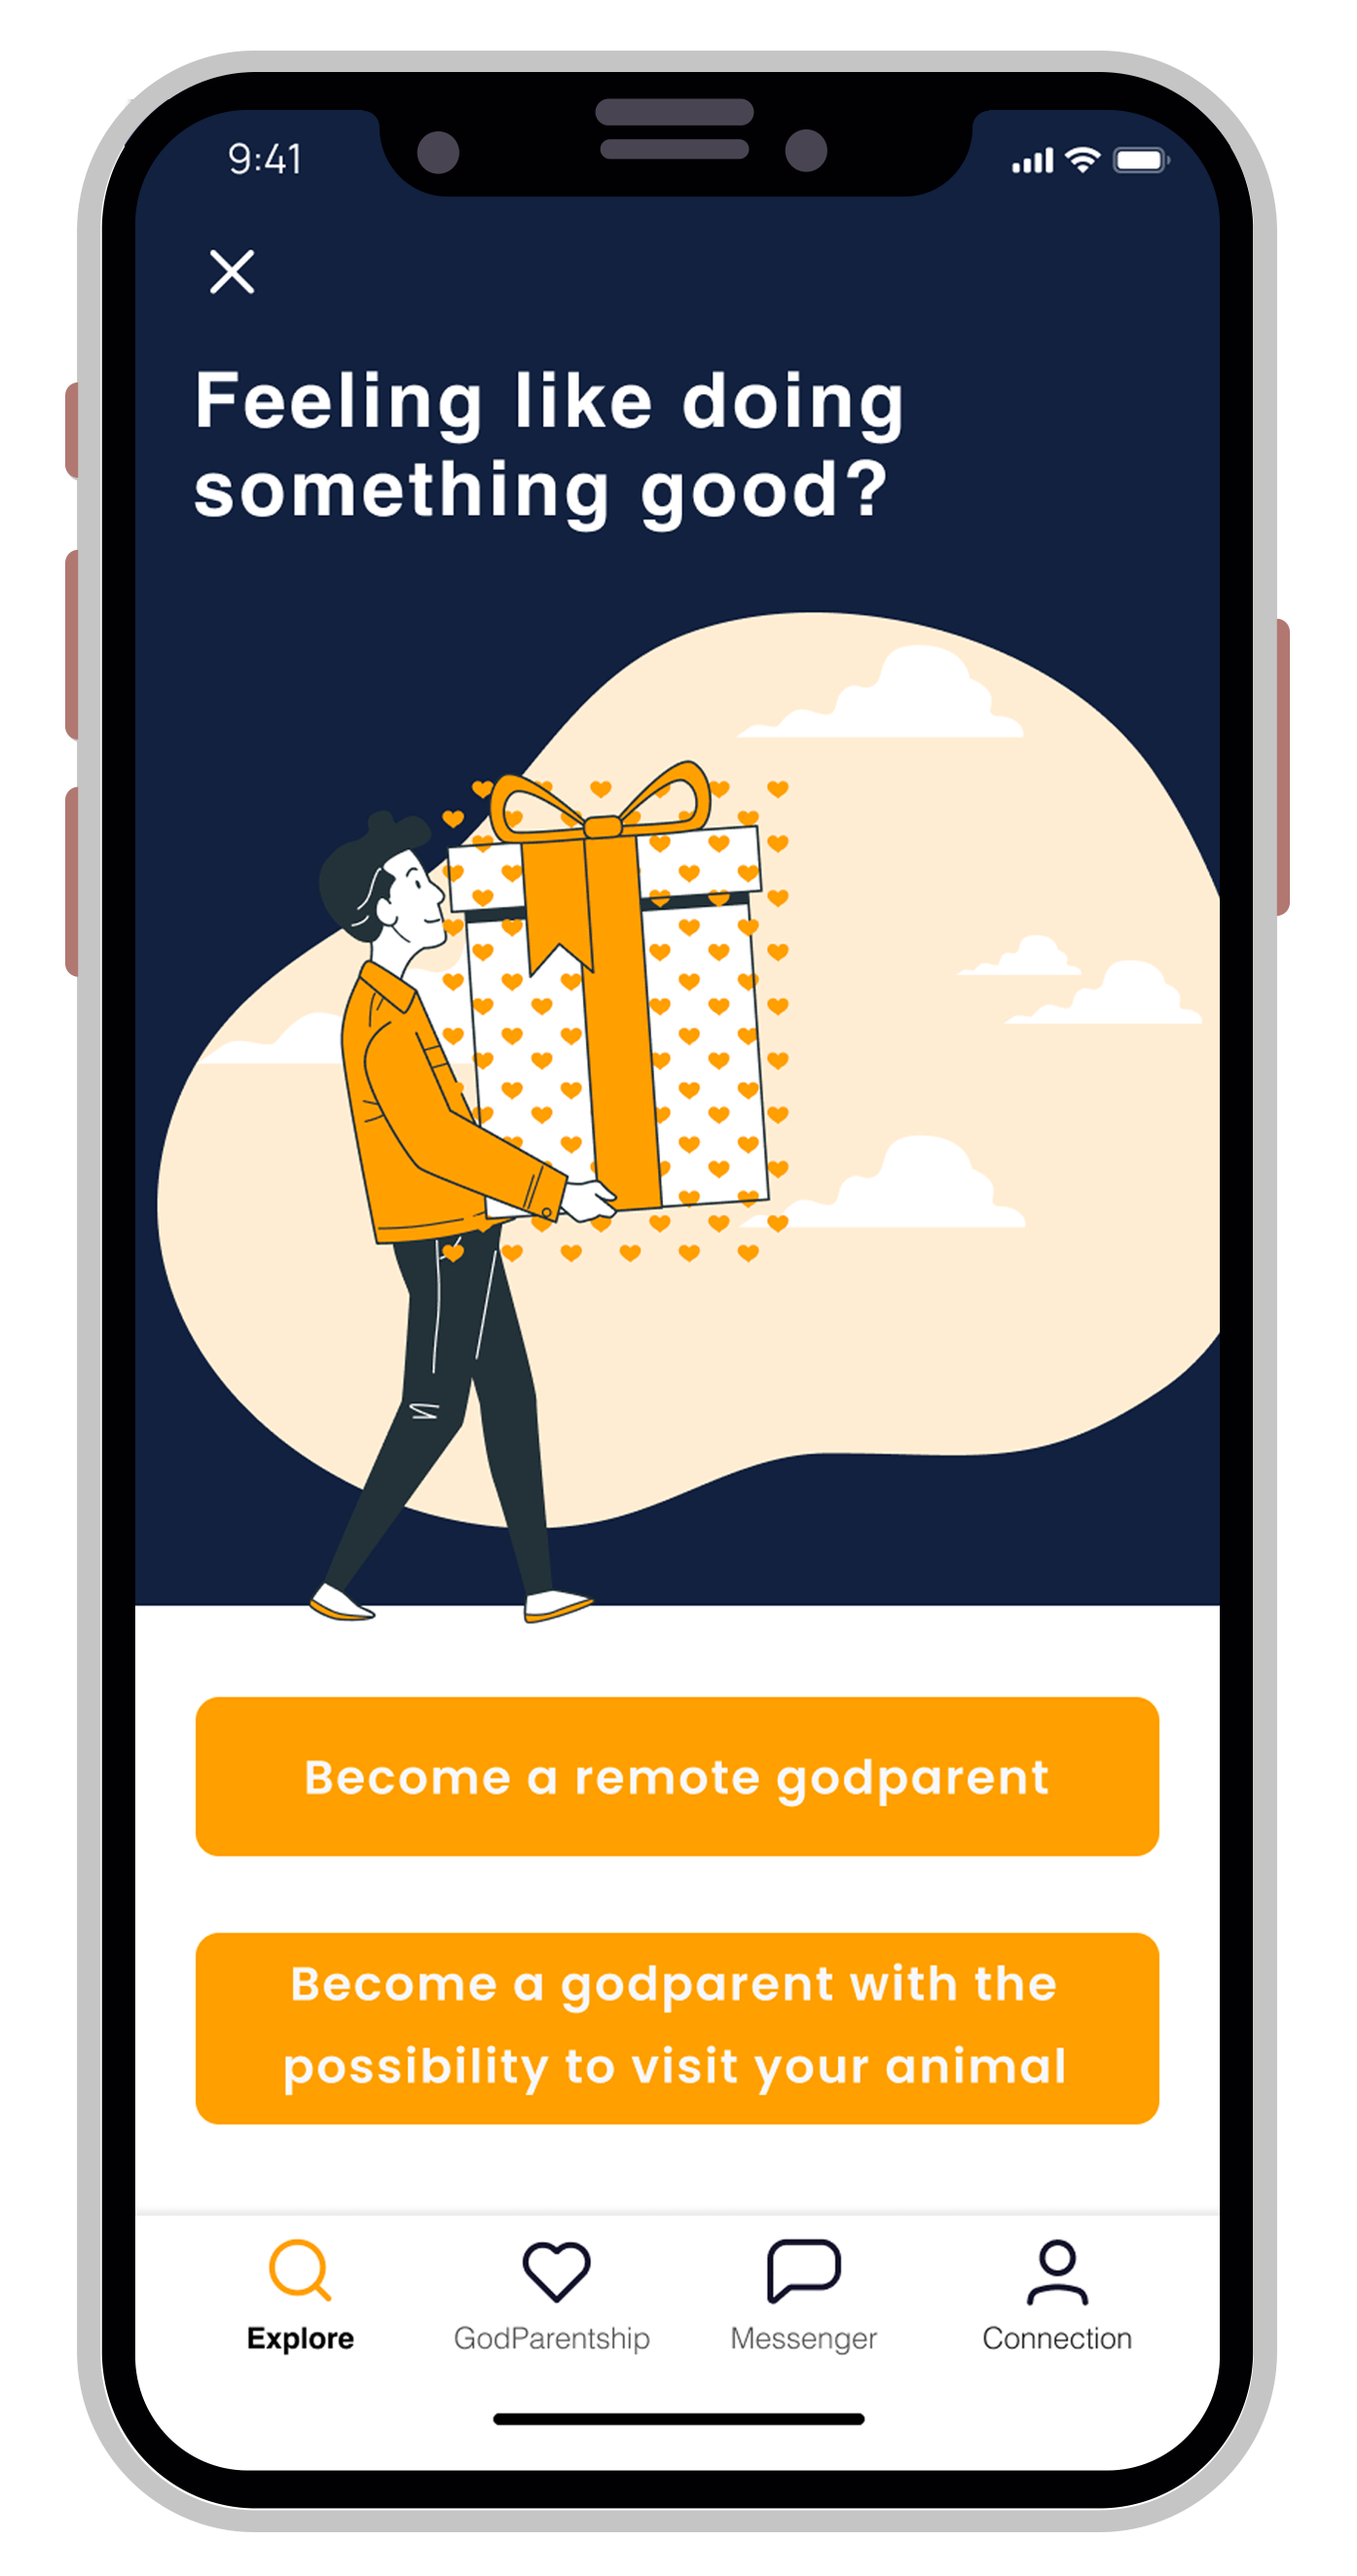 9:41
Feeling like doing
something good?
Become a remote godparent
Become a godparent with the
possibility to visit your animal
Explore
GodParentship
Messenger
Connection